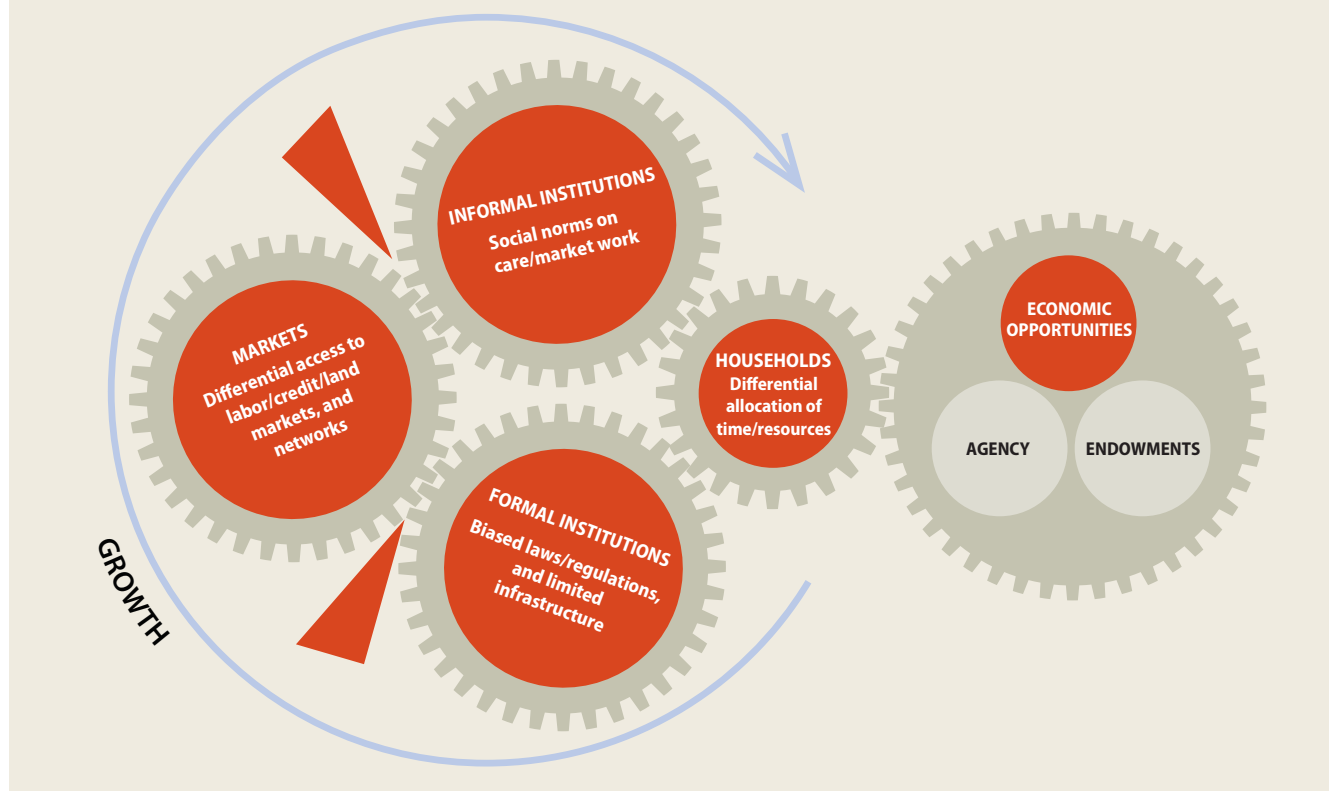 INFORMAL INSTITUTIONS
Social norms on
care/market work
MARKETS
Differential access to
labor/credit/land
markets, and
networks
HOUSEHOLDS
Differential
allocation of
time/resources
FORMAL INSTITUTIONS
Biased laws/regulations,
and limited
infrastructure
ECONOMIC
OPPORTUNITIES
AGENCY
ENDOWMENTS
GROWTH